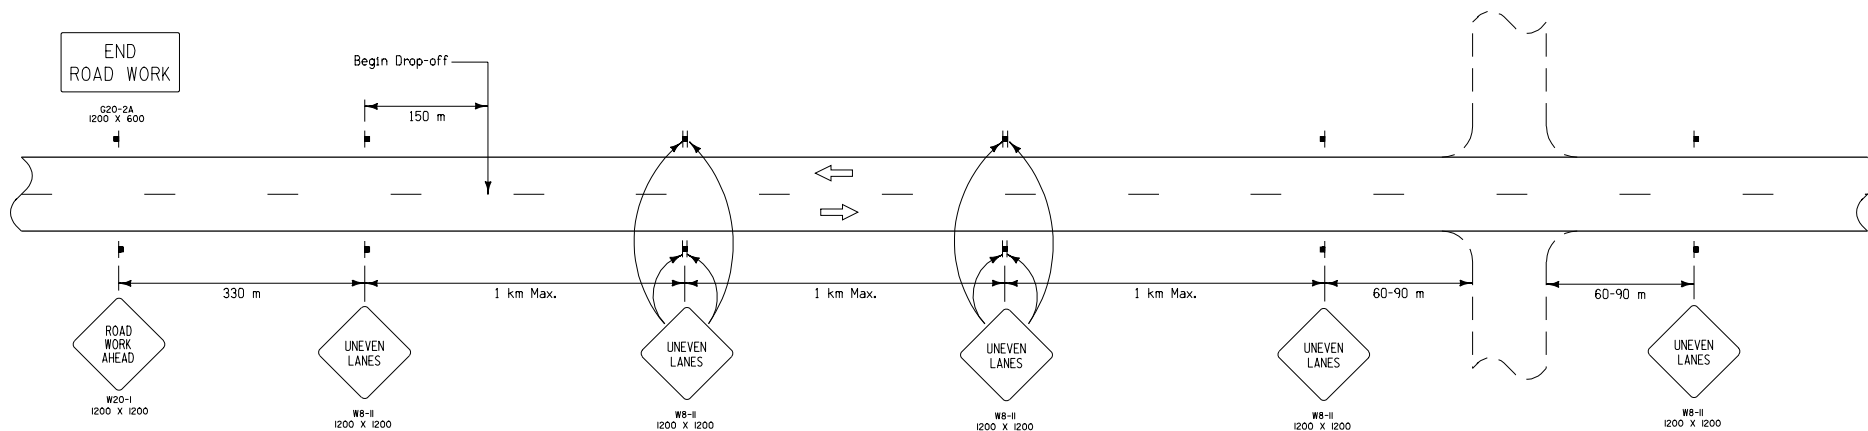 END
ROAD WORK
G20-2A
1200 X 600
Begin Drop-off
150 m
330 m
1 km Max.
1 km Max.
1 km Max.
60-90 m
60-90 m
ROAD
WORK
AHEAD
W20-1
1200 X 1200
UNEVEN
LANES
W8-11
1200 X 1200
UNEVEN
LANES
W8-11
1200 X 1200
UNEVEN
LANES
W8-11
1200 X 1200
UNEVEN
LANES
W8-11
1200 X 1200
UNEVEN
LANES
W8-11
1200 X 1200